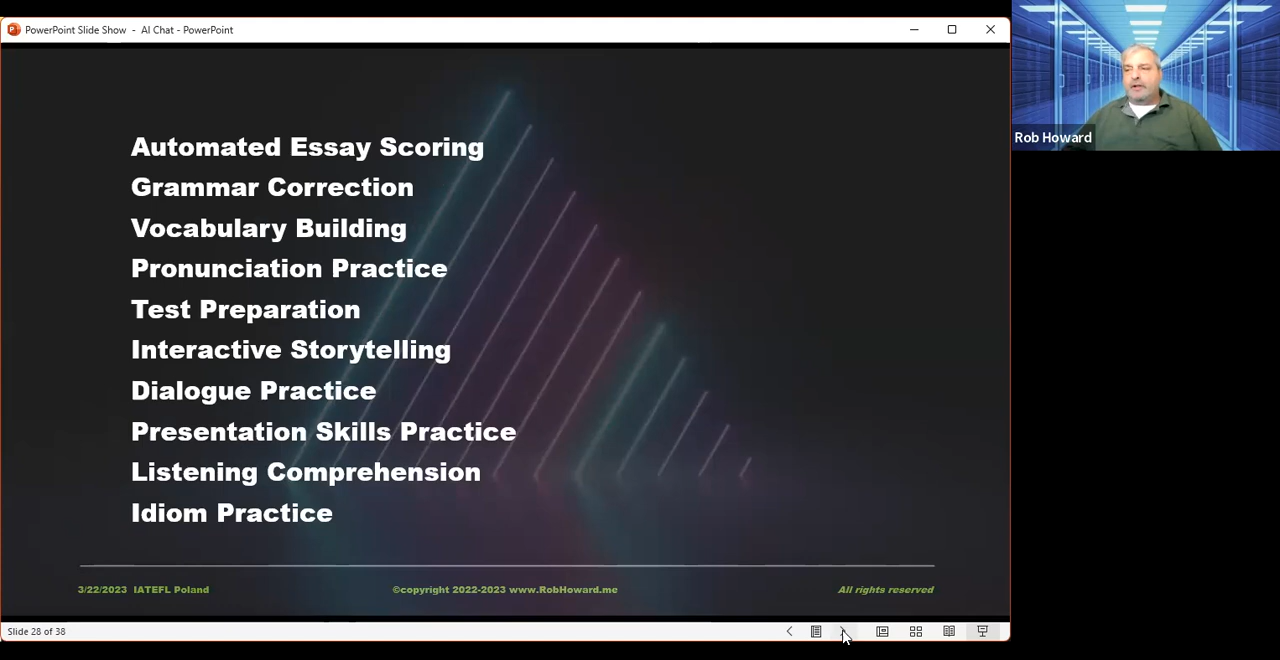 PowerPoint Slide Show - AI Chat - PowerPoint
Rob Howard
Automated Essay Scoring
Grammar Correction
Vocabulary Building
Pronunciation Practice
Test Preparation
Interactive Storytelling
Dialogue Practice
Presentation Skills Practice
Listening Comprehension
Idiom Practice
3/22/2023 IATEFL Poland
©copyright 2022-2023 www.RobHoward.me
All rights reserved
Slide 28 of 38